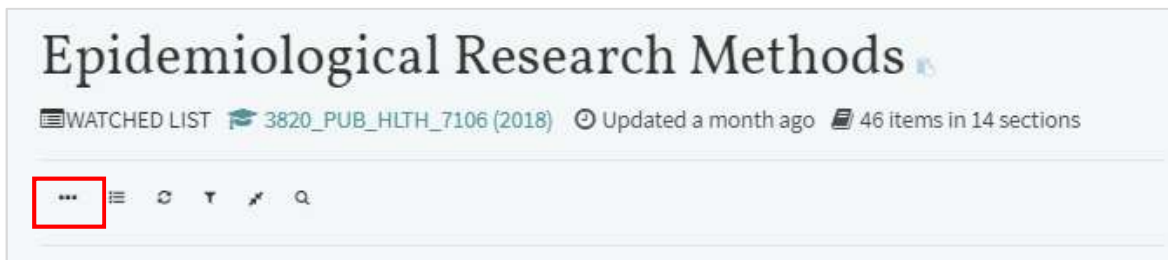 Epidemiological Research Methods
WATCHED LIST 3820_PUB_HLTH_7106 (2018) Updated a month ago 46 items in 14 sections